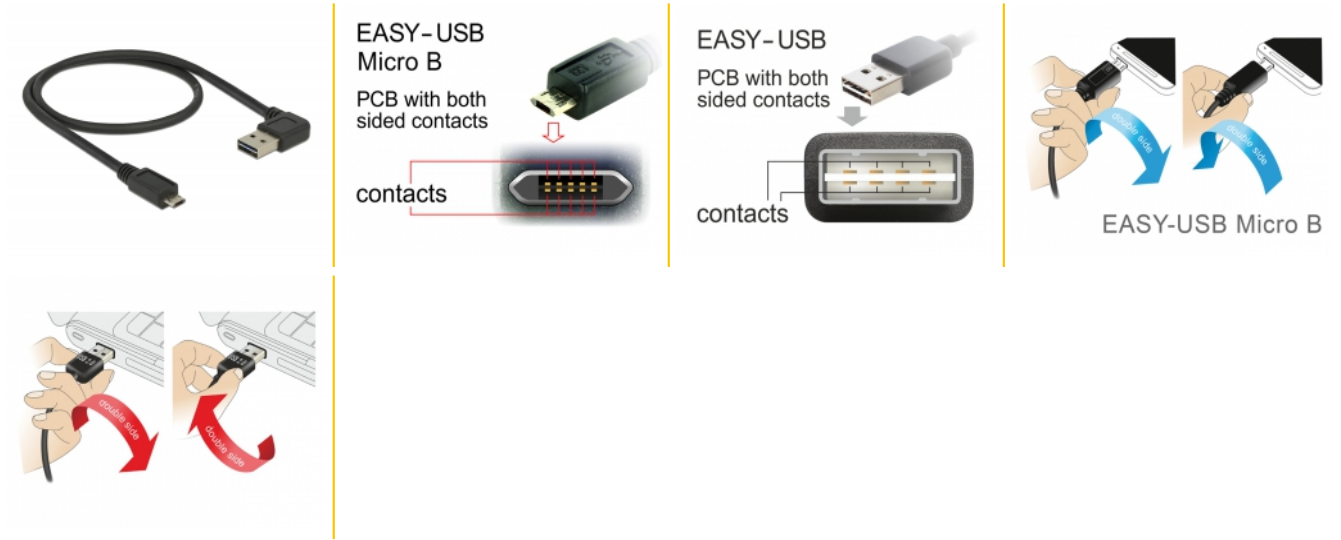 EASY-USB
Micro B
PCB with both
sided contacts
contacts
EASY-USB
PCB with both
sided contacts
contacts
double side
double side
EASY-USB Micro B
double side
double side